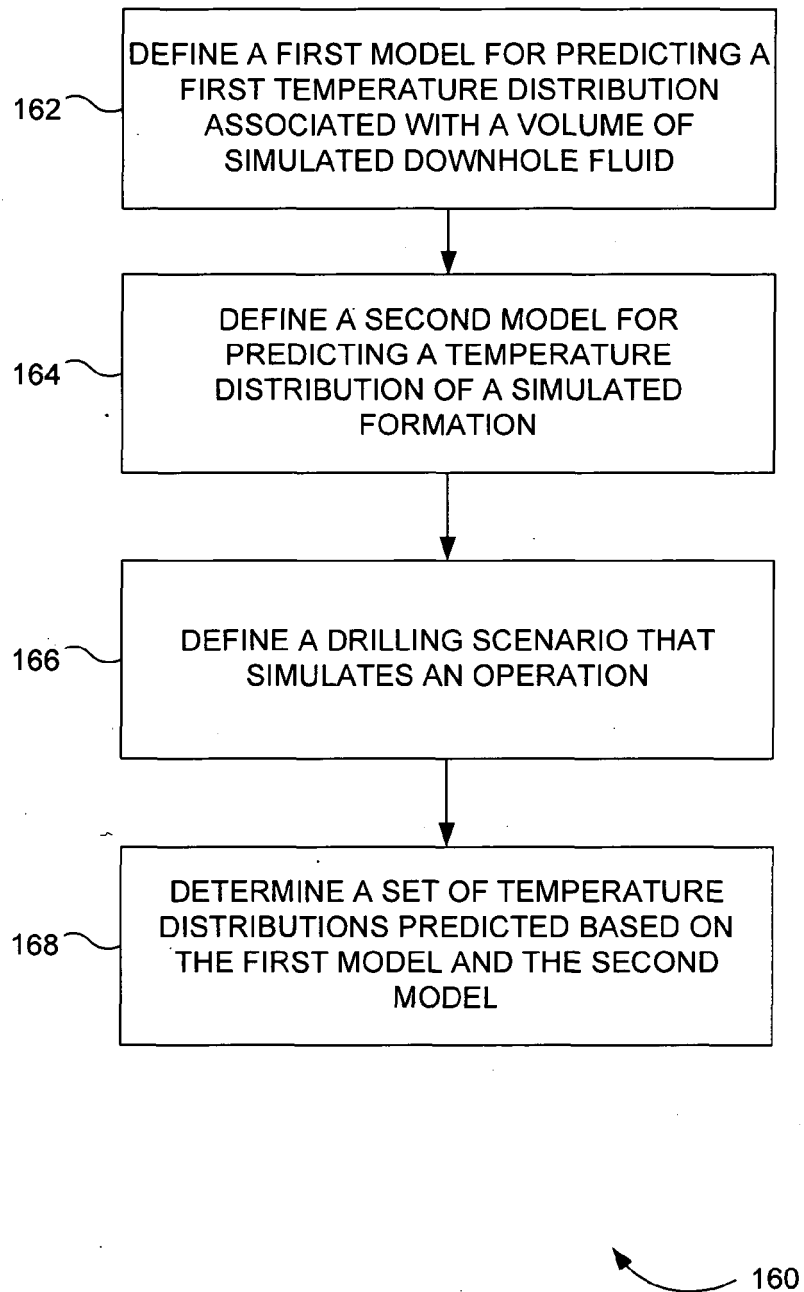 DEFINE A FIRST MODEL FOR PREDICTING A
FIRST TEMPERATURE DISTRIBUTION
ASSOCIATED WITH A VOLUME OF
SIMULATED DOWNHOLE FLUID
162
DEFINE A SECOND MODEL FOR
PREDICTING A TEMPERATURE
DISTRIBUTION OF A SIMULATED
FORMATION
164
DEFINE A DRILLING SCENARIO THAT
SIMULATES AN OPERATION
166
DETERMINE A SET OF TEMPERATURE
DISTRIBUTIONS PREDICTED BASED ON
THE FIRST MODEL AND THE SECOND
MODEL
168
160